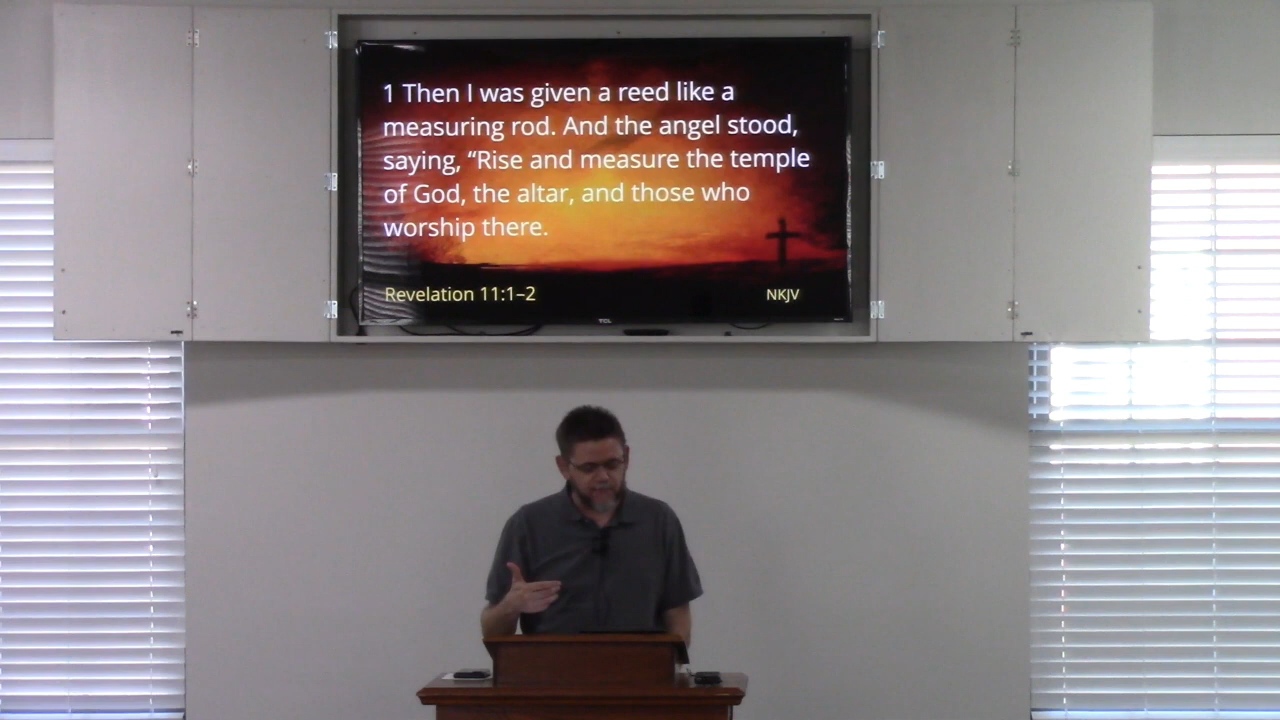 1 Then I was given a reed like a
measuring rod. And the angel stood,
saying, “Rise and measure the temple
of God, the altar, and those who
worship there.
Revelation 11:1–2
NKJV
TCL